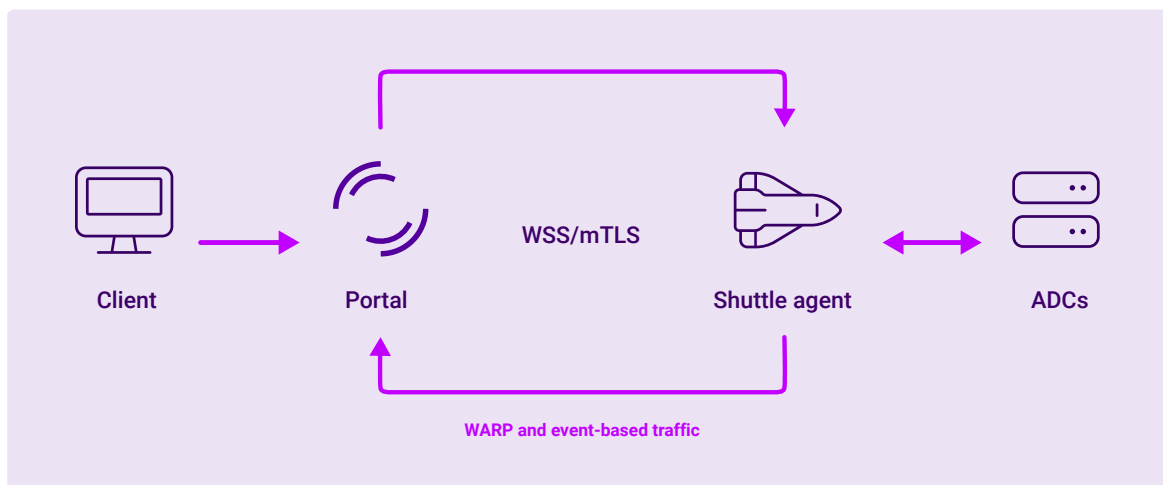 WSS/mTLS
Client
Portal
Shuttle agent
ADCs
WARP and event-based traffic